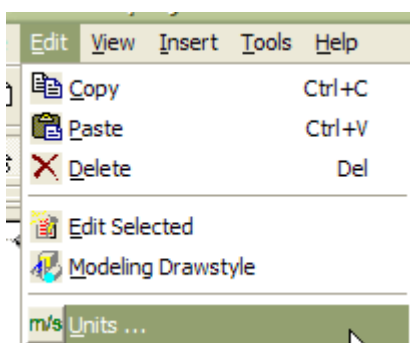 Edit View Insert Tools Help
Copy Ctrl+C
Paste Ctrl+V
Delete Del
Edit Selected
Modeling Drawstyle
m/s Units ...